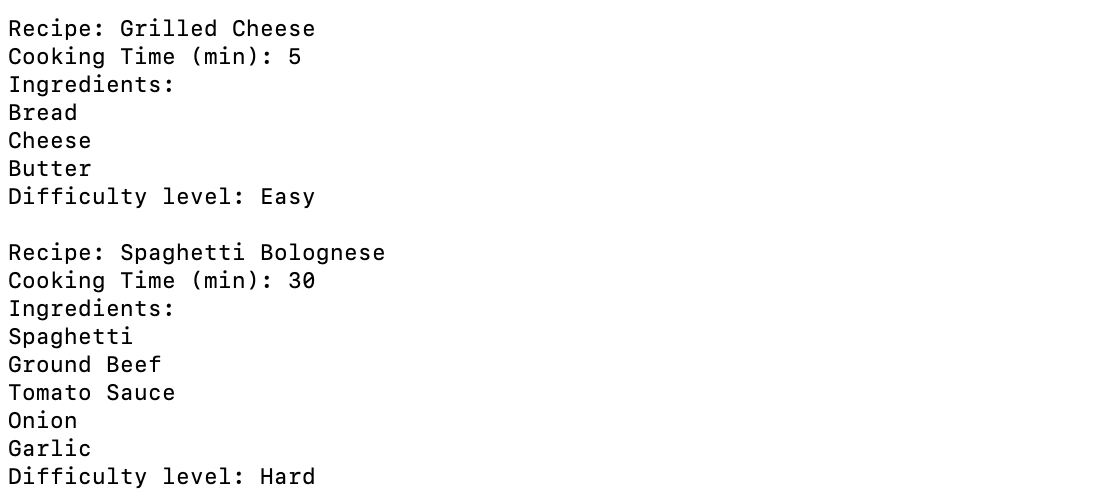 Recipe: Grilled Cheese
Cooking Time (min): 5
Ingredients:
Bread
Cheese
Butter
Difficulty level: Easy

Recipe: Spaghetti Bolognese
Cooking Time (min): 30
Ingredients:
Spaghetti
Ground Beef
Tomato Sauce
Onion
Garlic
Difficulty level: Hard